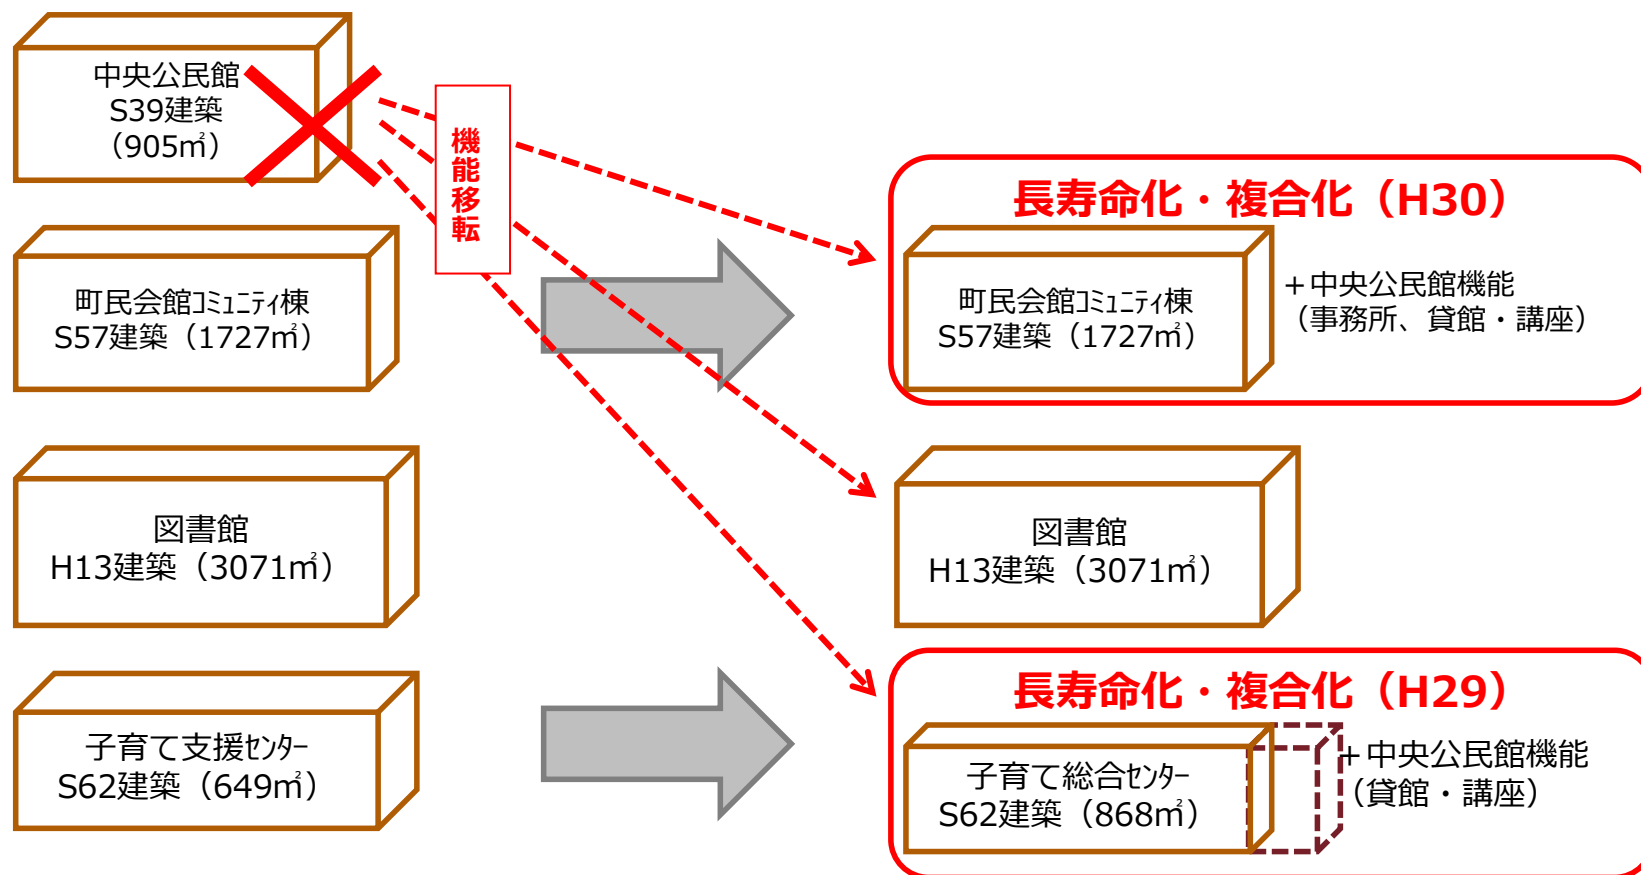 中央公民館
S39建築
（905㎡）
機能移転
町民会館ｺﾐｭﾆﾃｨ棟
S57建築（1727㎡）
図書館
H13建築（3071㎡）
子育て支援ｾﾝﾀｰ
S62建築（649㎡）
長寿命化・複合化（H30）
町民会館ｺﾐｭﾆﾃｨ棟
S57建築（1727㎡）
＋中央公民館機能
（事務所、貸館・講座）
図書館
H13建築（3071㎡）
長寿命化・複合化（H29）
子育て総合ｾﾝﾀｰ
S62建築（868㎡）
＋中央公民館機能
（貸館・講座）